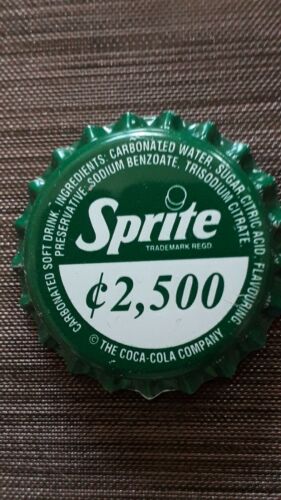 CARBONATED SOFT DRINK. INGREDIENTS: CARBONATED WATER, SUGAR, CITRIC ACID, FLAVOURING,
PRESERVATIVE, SODIUM BENZOATE, TRISODIUM CITRATE.
Sprite
TRADEMARK REGD
¢2,500
© THE COCA-COLA COMPANY